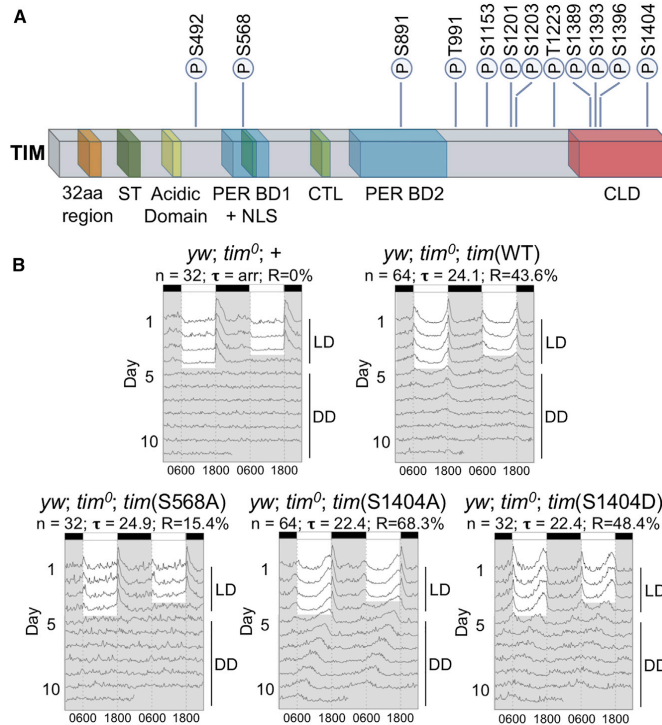 A
P S492
P S568
P S891
P T991
P S1153
P S1201
P S1203
P T1223
P S1389
P S1393
P S1396
P S1404
TIM
32aa region
ST
Acidic Domain
PER BD1 + NLS
CTL
PER BD2
CLD
B
yw; tim⁰; +
n = 32; τ = arr; R=0%
Day
1
5
10
LD
DD
0600 1800 0600 1800
yw; tim⁰; tim(WT)
n = 64; τ = 24.1; R=43.6%
Day
1
5
10
LD
DD
0600 1800 0600 1800
yw; tim⁰; tim(S568A)
n = 32; τ = 24.9; R=15.4%
Day
1
5
10
LD
DD
0600 1800 0600 1800
yw; tim⁰; tim(S1404A)
n = 64; τ = 22.4; R=68.3%
Day
1
5
10
LD
DD
0600 1800 0600 1800
yw; tim⁰; tim(S1404D)
n = 32; τ = 22.4; R=48.4%
Day
1
5
10
LD
DD
0600 1800 0600 1800